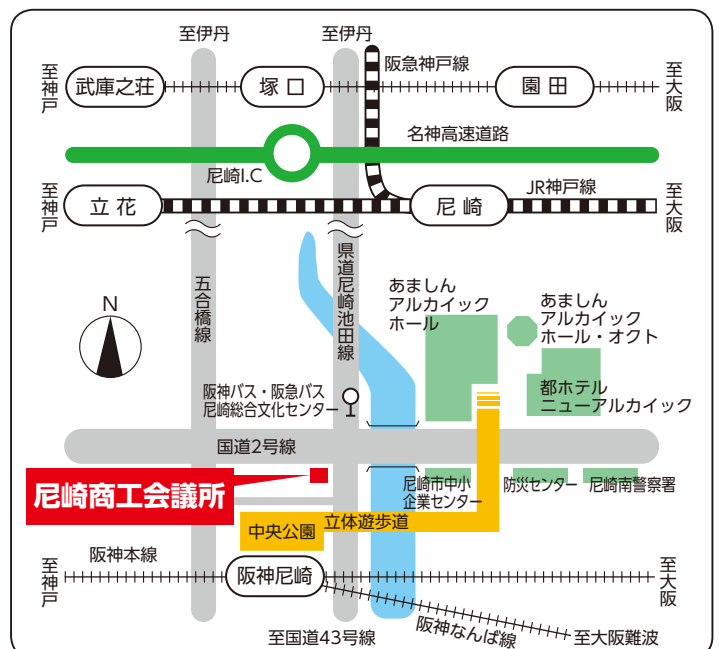 至伊丹
至伊丹
阪急神戸線
至神戸
武庫之荘
塚口
園田
至大阪
名神高速道路
尼崎I.C
JR神戸線
至神戸
立花
尼崎
至大阪
五合橋線
県道尼崎池田線
N
あましん
アルカイック
ホール
あましん
アルカイック
ホール・オクト
都ホテル
ニューアルカイック
阪神バス・阪急バス
尼崎総合文化センター
国道2号線
尼崎商工会議所
尼崎市中小
企業センター
防災センター
尼崎南警察署
中央公園
立体遊歩道
阪神本線
至神戸
阪神尼崎
至大阪
阪神なんば線
至国道43号線
至大阪難波